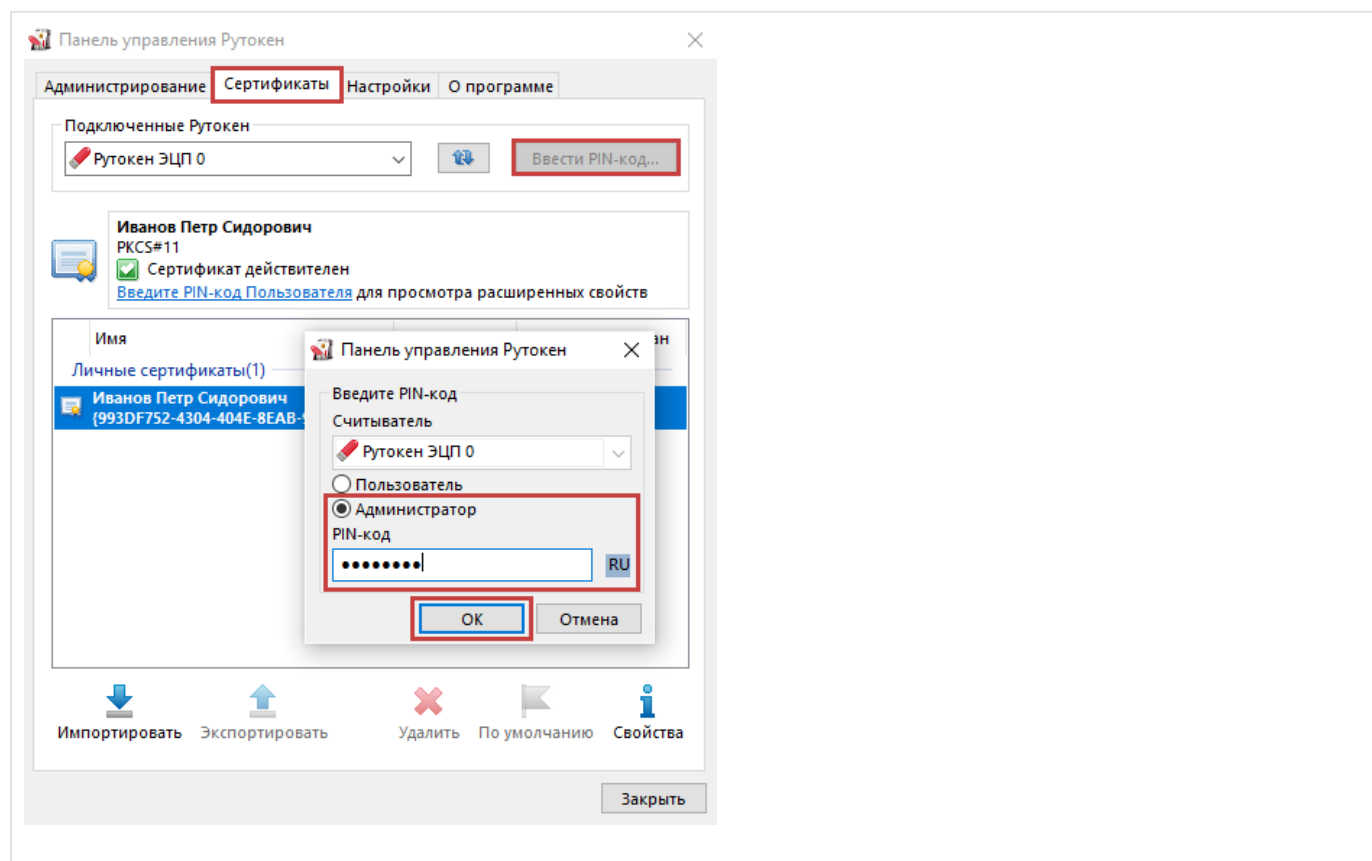 Панель управления Рутокен
Администрирование Сертификаты Настройки О программе
Подключенные Рутокен
Рутокен ЭЦП 0 Ввести PIN-код...
Иванов Петр Сидорович
PKCS#11
Сертификат действителен
Введите PIN-код Пользователя для просмотра расширенных свойств
Имя
Личные сертификаты(1)
Иванов Петр Сидорович
{993DF752-4304-404E-8EAB-
Панель управления Рутокен
Введите PIN-код
Считыватель
Рутокен ЭЦП 0
Пользователь
Администратор
PIN-код
RU
ОК Отмена
Импортировать Экспортировать Удалить По умолчанию Свойства
Закрыть